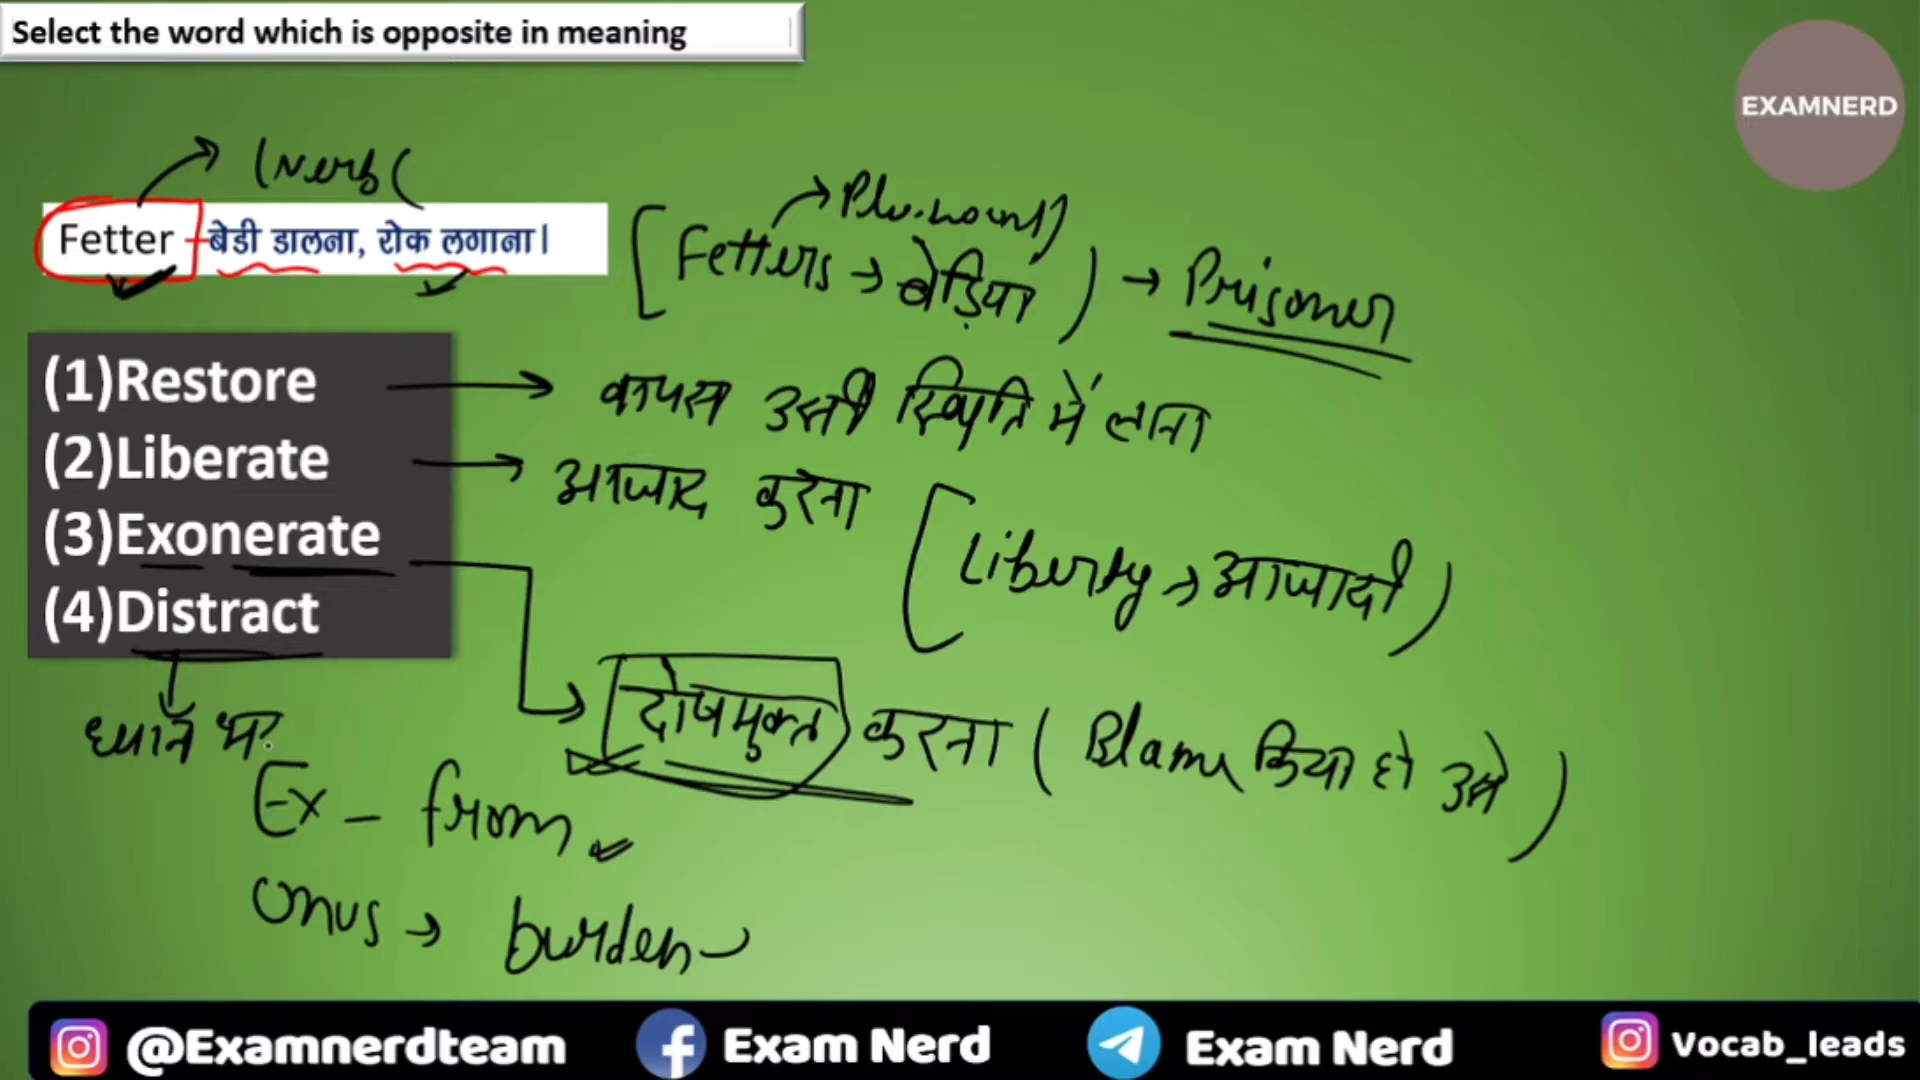 Select the word which is opposite in meaning
EXAMNERD
(Verb(
Fetter - बेडी डालना, रोक लगाना।
Plu. noun)
[Fetters → बेड़िया) → Prisoner
(1)Restore → वापस उसी स्थिति में लाना
(2)Liberate → आजाद करना
(3)Exonerate
[Liberty → आजादी)
(4)Distract
दोषमुक्त करना (Blame किया हो उसे)
ध्यान भ
Ex - from
onus → burden
@Examnerdteam Exam Nerd Exam Nerd Vocab_leads